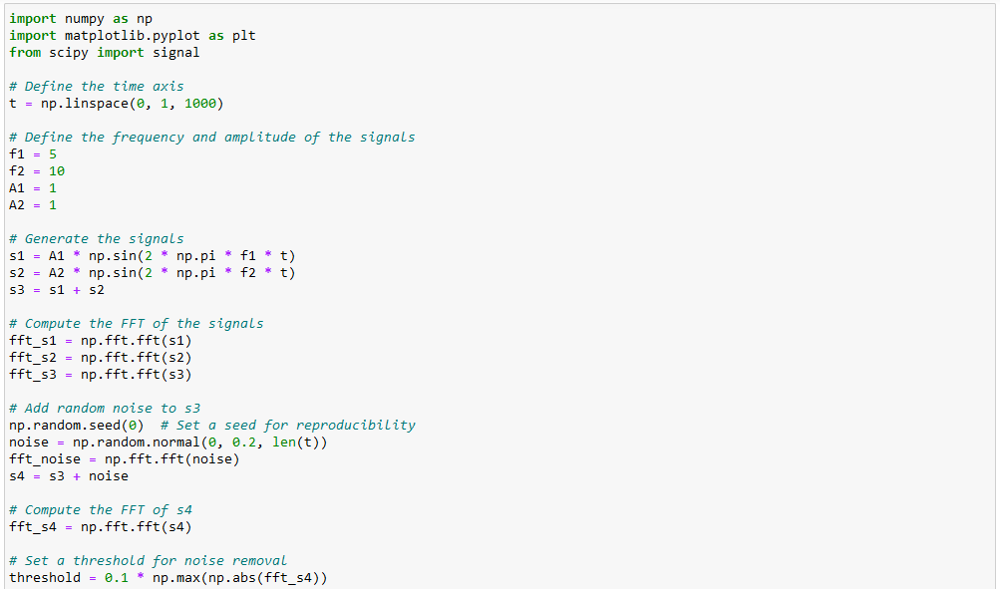 import numpy as np
import matplotlib.pyplot as plt
from scipy import signal
# Define the time axis
t = np.linspace(0, 1, 1000)
# Define the frequency and amplitude of the signals
f1 = 5
f2 = 10
A1 = 1
A2 = 1
# Generate the signals
s1 = A1 * np.sin(2 * np.pi * f1 * t)
s2 = A2 * np.sin(2 * np.pi * f2 * t)
s3 = s1 + s2
# Compute the FFT of the signals
fft_s1 = np.fft.fft(s1)
fft_s2 = np.fft.fft(s2)
fft_s3 = np.fft.fft(s3)
# Add random noise to s3
np.random.seed(0)  # Set a seed for reproducibility
noise = np.random.normal(0, 0.2, len(t))
fft_noise = np.fft.fft(noise)
s4 = s3 + noise
# Compute the FFT of s4
fft_s4 = np.fft.fft(s4)
# Set a threshold for noise removal
threshold = 0.1 * np.max(np.abs(fft_s4))